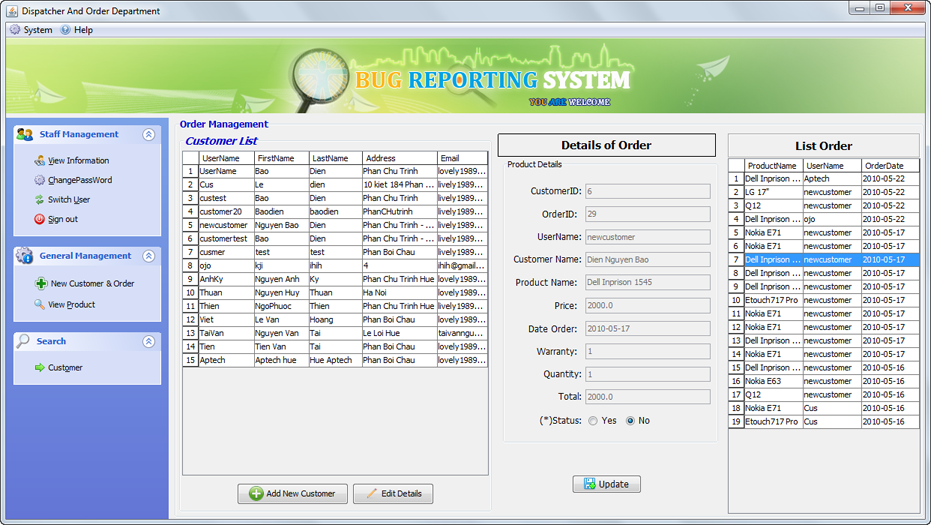 Dispatcher And Order Department
System Help
BUG REPORTING SYSTEM
YOU ARE WELCOME
Staff Management
View Information
ChangePassWord
Switch User
Sign out
General Management
New Customer & Order
View Product
Search
Customer
Order Management
Customer List
UserName FirstName LastName Address Email
1 UserName Bao Dien Phan Chu Trinh lovely1989...
2 Cus Le dien 10 kiet 184 Phan ... lovely1989...
3 custest Bao Dien Phan Chu Trinh lively1989...
4 customer20 Baodien baodien PhanCHutrinh lively1989...
5 newcustomer Nguyen Bao Dien Phan Chu Trinh - ... lovely1989...
6 customertest Bao Dien Phan Chu Trinh - ... lovely1989...
7 cusmer test test Phan Boi Chau lively1989...
8 ojo kji ihih 4 ihih@gmail...
9 AnhKy Nguyen Anh Ky Phan Chu Trinh Hue lovely1989...
10 Thuan Nguyen Huy Thuan Ha Noi lovely1989...
11 Thien NgoPhuoc Thien Phan Chu Trinh Hue lovely1989...
12 Viet Le Van Hoang Phan Boi Chau lovely1989...
13 TaiVan Nguyen Van Tai Le Loi Hue taivanngu...
14 Tien Tien Van Tai Phan Boi Chau lovely1989...
15 Aptech Aptech hue Hue Aptech Phan Boi Chau lovely1989...
Add New Customer
Edit Details
Details of Order
Product Details
CustomerID: 6
OrderID: 29
UserName: newcustomer
Customer Name: Dien Nguyen Bao
Product Name: Dell Inprison 1545
Price: 2000.0
Date Order: 2010-05-17
Warranty: 1
Quantity: 1
Total: 2000.0
(*)Status: Yes No
Update
List Order
ProductName UserName OrderDate
1 Dell Inprison ... Aptech 2010-05-22
2 LG 17" newcustomer 2010-05-22
3 Q12 newcustomer 2010-05-22
4 Dell Inprison ... ojo 2010-05-22
5 Nokia E71 newcustomer 2010-05-17
6 Nokia E71 newcustomer 2010-05-17
7 Dell Inprison ... newcustomer 2010-05-17
8 Dell Inprison ... newcustomer 2010-05-17
9 Dell Inprison ... newcustomer 2010-05-17
10 Etouch717 Pro newcustomer 2010-05-17
11 Nokia E71 newcustomer 2010-05-17
12 Nokia E71 newcustomer 2010-05-17
13 Dell Inprison ... newcustomer 2010-05-17
14 Nokia E71 newcustomer 2010-05-17
15 Dell Inprison ... newcustomer 2010-05-16
16 Nokia E63 newcustomer 2010-05-16
17 Q12 newcustomer 2010-05-16
18 Nokia E71 Cus 2010-05-16
19 Etouch717 Pro Cus 2010-05-16